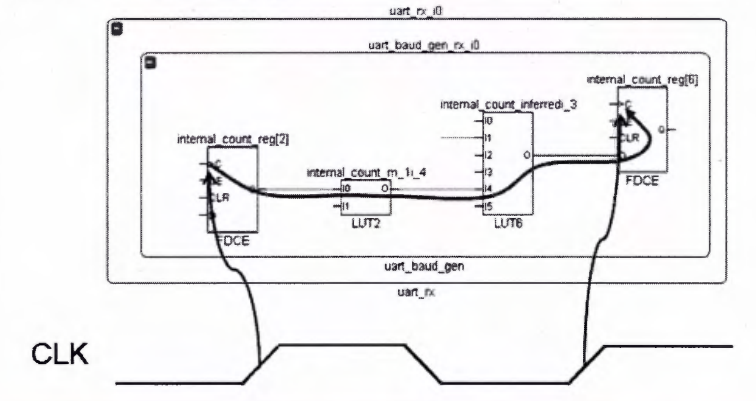 uart_rx_i0
uart_baud_gen_rx_i0
internal_count_reg[6]
internal_count_inferredi_3
C
I0
CE
Q
I1
CLR
internal_count_reg[2]
I2
O
D
C
internal_count_m_1i_4
I3
FDCE
CE
I0
O
I4
CLR
I1
I5
LUT2
LUT6
FDCE
uart_baud_gen
uart_rx
CLK